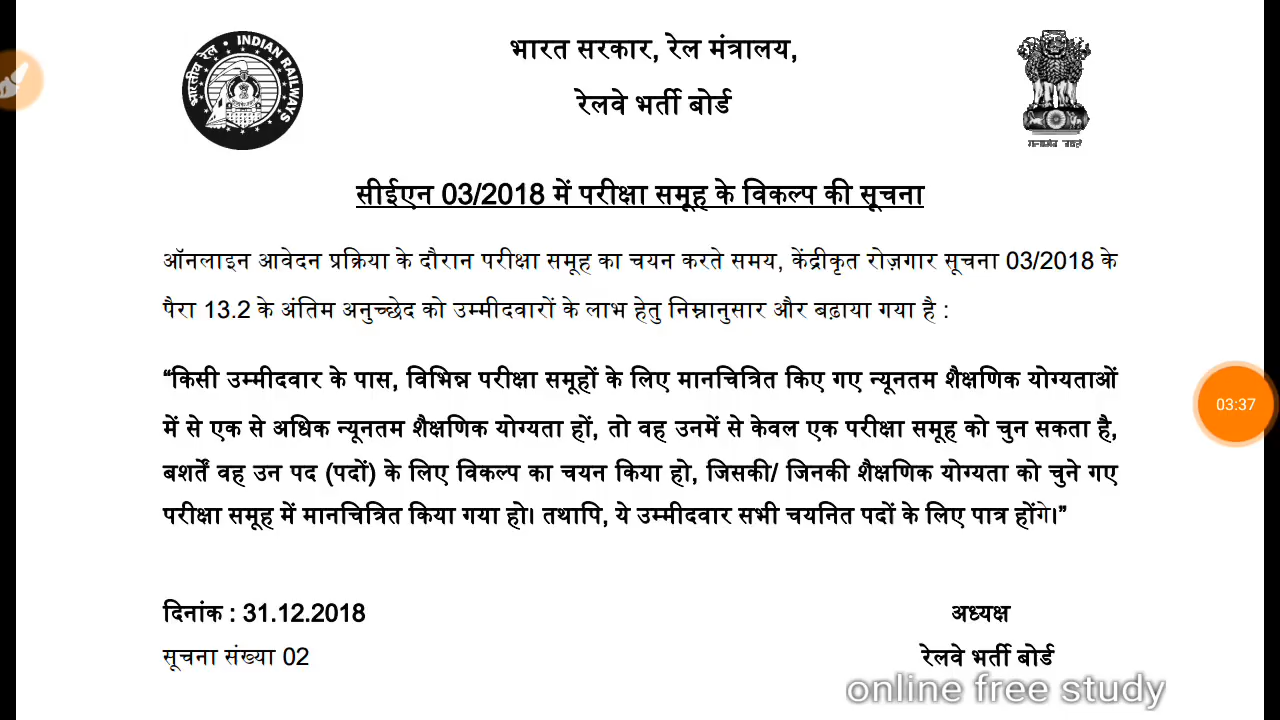 भारतीय रेल • INDIAN RAILWAYS
भारत सरकार, रेल मंत्रालय,
रेलवे भर्ती बोर्ड
सीईएन 03/2018 में परीक्षा समूह के विकल्प की सूचना
ऑनलाइन आवेदन प्रक्रिया के दौरान परीक्षा समूह का चयन करते समय, केंद्रीकृत रोज़गार सूचना 03/2018 के
पैरा 13.2 के अंतिम अनुच्छेद को उम्मीदवारों के लाभ हेतु निम्नानुसार और बढ़ाया गया है :
“किसी उम्मीदवार के पास, विभिन्न परीक्षा समूहों के लिए मानचित्रित किए गए न्यूनतम शैक्षणिक योग्यताओं
में से एक से अधिक न्यूनतम शैक्षणिक योग्यता हों, तो वह उनमें से केवल एक परीक्षा समूह को चुन सकता है,
बशर्तें वह उन पद (पदों) के लिए विकल्प का चयन किया हो, जिसकी/ जिनकी शैक्षणिक योग्यता को चुने गए
परीक्षा समूह में मानचित्रित किया गया हो। तथापि, ये उम्मीदवार सभी चयनित पदों के लिए पात्र होंगे।”
03:37
दिनांक : 31.12.2018
अध्यक्ष
सूचना संख्या 02
रेलवे भर्ती बोर्ड
online free study